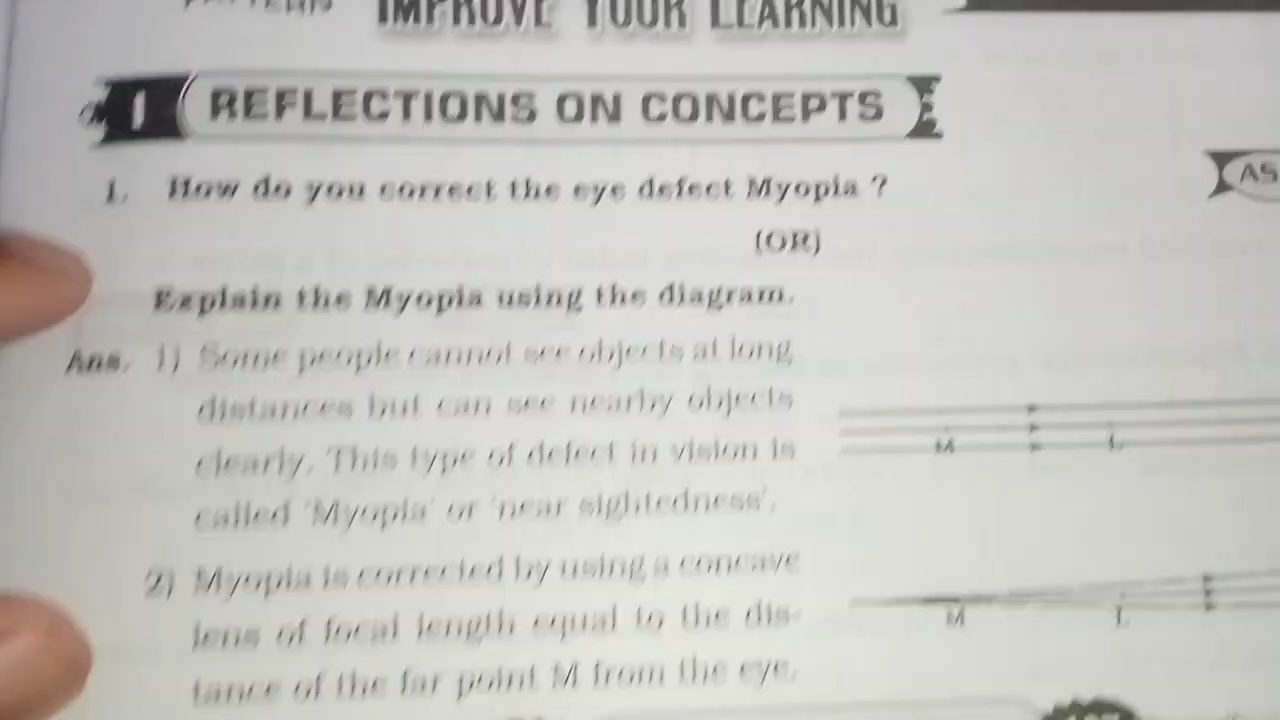 PATTERN IMPROVE YOUR LEARNING
I REFLECTIONS ON CONCEPTS
1. How do you correct the eye defect Myopia ?
AS
(OR)
Explain the Myopia using the diagram.
Ans. 1) Some people cannot see objects at long
distances but can see nearby objects
clearly. This type of defect in vision is
called 'Myopia' or 'near sightedness'.
M L
2) Myopia is corrected by using a concave
lens of focal length equal to the dis-
tance of the far point M from the eye.
M L